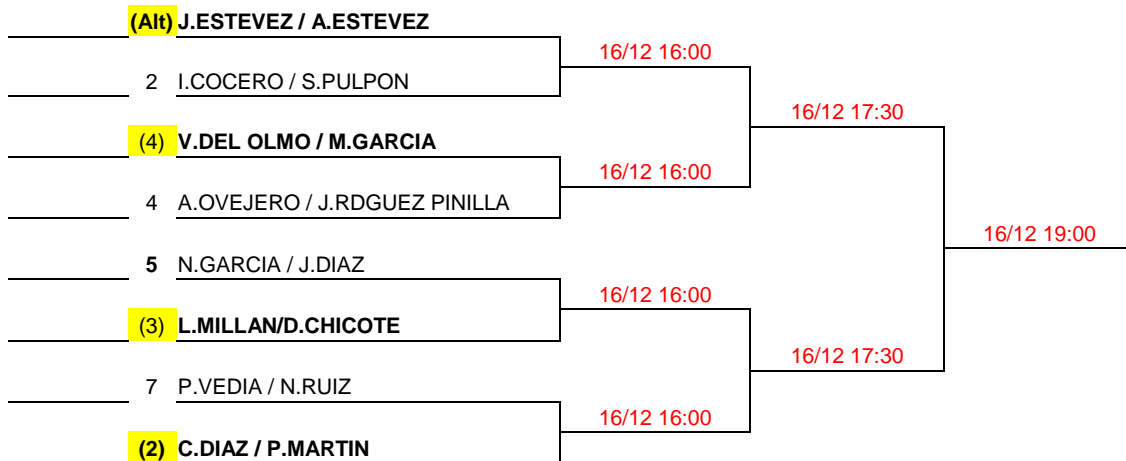 (Alt) J.ESTEVEZ / A.ESTEVEZ
16/12 16:00
2 I.COCERO / S.PULPON
16/12 17:30
(4) V.DEL OLMO / M.GARCIA
16/12 16:00
4 A.OVEJERO / J.RDGUEZ PINILLA
16/12 19:00
5 N.GARCIA / J.DIAZ
16/12 16:00
(3) L.MILLAN/D.CHICOTE
16/12 17:30
7 P.VEDIA / N.RUIZ
16/12 16:00
(2) C.DIAZ / P.MARTIN